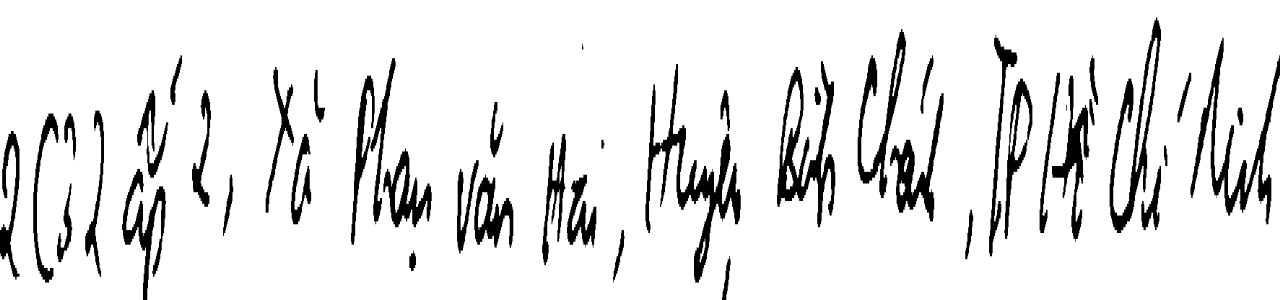 2C32 ấp 2, Xã Phạm Văn Hai, Huyện Bình Chánh, TP Hồ Chí Minh